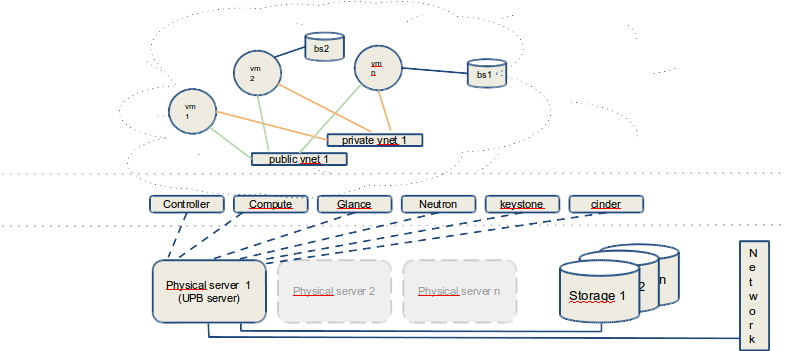 bs2
vm
2
vm
n
bs1
vm
1
private vnet 1
public vnet 1
Controller
Compute
Glance
Neutron
keystone
cinder
Physical server 1
(UPB server)
Physical server 2
Physical server n
Storage 1
2
n
N
e
t
w
o
r
k